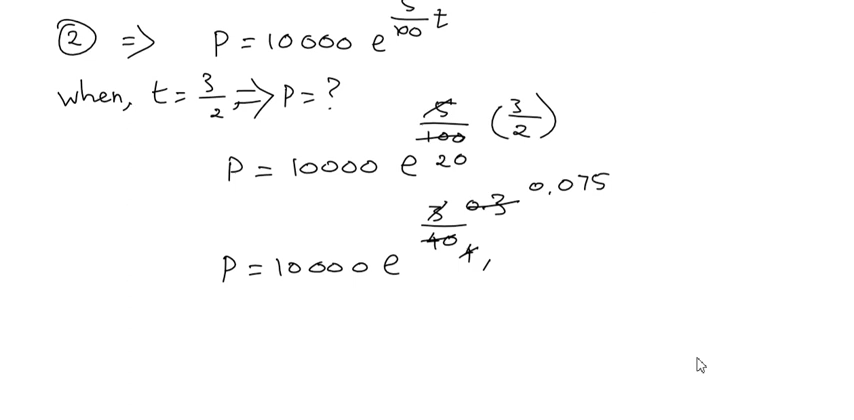 ② => P = 10000 e^(5/100 t)
when, t = 3/2 => P = ?
P = 10000 e^(5/100 20 (3/2))
P = 10000 e^(3/40 4, 0.3 0.075)